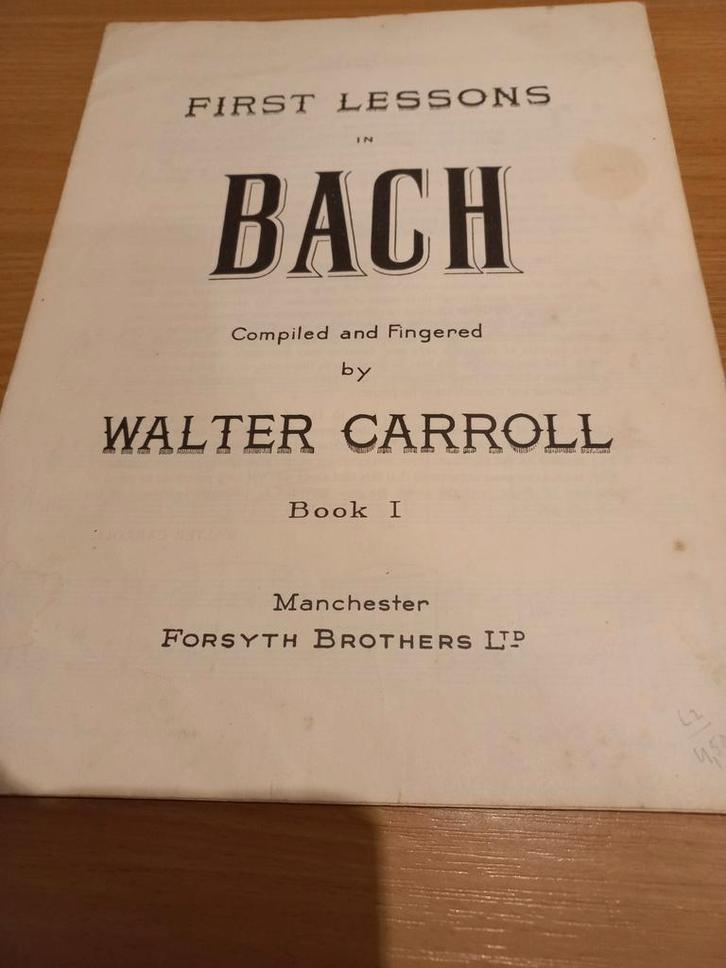 FIRST LESSONS
IN
BACH
Compiled and Fingered
by
WALTER CARROLL
Book I
Manchester
FORSYTH BROTHERS LTD